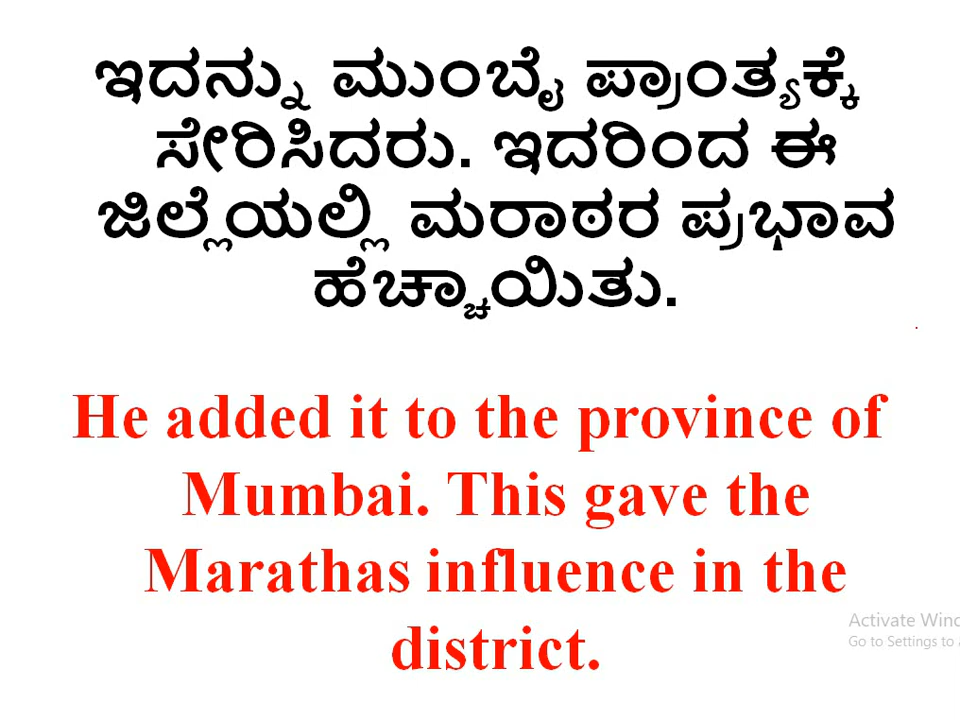 ಇದನ್ನು ಮುಂಬೈ ಪ್ರಾಂತ್ಯಕ್ಕೆ
ಸೇರಿಸಿದರು. ಇದರಿಂದ ಈ
ಜಿಲ್ಲೆಯಲ್ಲಿ ಮರಾಠರ ಪ್ರಭಾವ
ಹೆಚ್ಚಾಯಿತು.
He added it to the province of
Mumbai. This gave the
Marathas influence in the
district.
Activate Wind
Go to Settings to